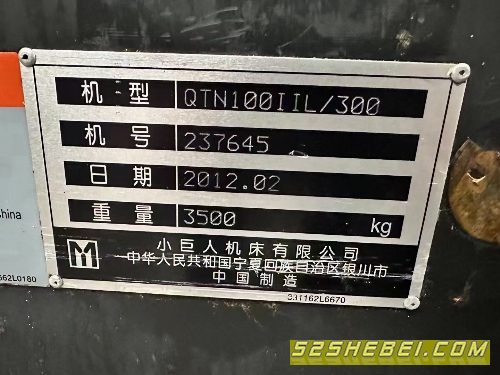 机型 QTN100IIL/300
机号 237645
日期 2012.02
重量 3500 kg
小巨人机床有限公司
中华人民共和国宁夏回族自治区银川市
中国制造
China
662L0180
52SHEBEI.COM